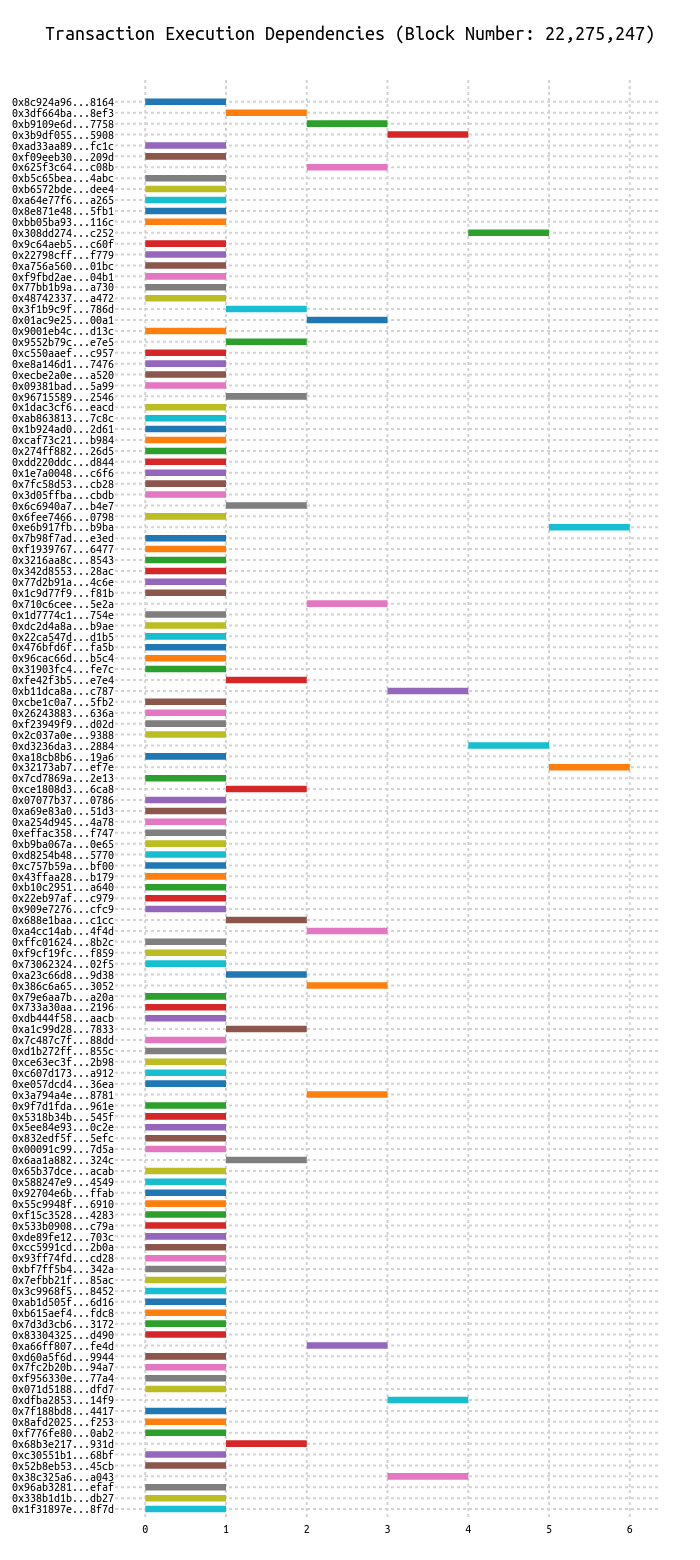 Transaction Execution Dependencies (Block Number: 22,275,247)
0x8c924a96...8164
0x3df664ba...8ef3
0xb9109e6d...7758
0x3b9df055...5908
0xad33aa89...fc1c
0xf09eeb30...209d
0x625f3c64...c08b
0xb5c65bea...4abc
0xb6572bde...dee4
0xa64e77f6...a265
0x8e871e48...5fb1
0xbb05ba93...116c
0x308dd274...c252
0x9c64aeb5...c60f
0x22798cff...f779
0xa756a560...01bc
0xf9fbd2ae...04b1
0x77bb1b9a...a730
0x48742337...a472
0x3f1b9c9f...786d
0x01ac9e25...00a1
0x9001eb4c...d13c
0x9552b79c...e7e5
0xc550aaef...c957
0xe8a146d1...7476
0xecbe2a0e...a520
0x09381bad...5a99
0x96715589...2546
0x1dac3cf6...eacd
0xab863813...7c8c
0x1b924ad0...2d61
0xcaf73c21...b984
0x274ff882...26d5
0xdd220ddc...d844
0x1e7a0048...c6f6
0x7fc58d53...cb28
0x3d05ffba...cbdb
0x6c6940a7...b4e7
0x6fee7466...0798
0xe6b917fb...b9ba
0x7b98f7ad...e3ed
0xf1939767...6477
0x3216aa8c...8543
0x342d8553...28ac
0x77d2b91a...4c6e
0x1c9d77f9...f81b
0x710c6cee...5e2a
0x1d7774c1...754e
0xdc2d4a8a...b9ae
0x22ca547d...d1b5
0x476bfd6f...fa5b
0x96cac66d...b5c4
0x31903fc4...fe7c
0xfe42f3b5...e7e4
0xb11dca8a...c787
0xcbe1c0a7...5fb2
0x26243883...636a
0xf23949f9...d02d
0x2c037a0e...9388
0xd3236da3...2884
0xa18cb8b6...19a6
0x32173ab7...ef7e
0x7cd7869a...2e13
0xce1808d3...6ca8
0x07077b37...0786
0xa69e83a0...51d3
0xa254d945...4a78
0xeffac358...f747
0xb9ba067a...0e65
0xd8254b48...5770
0xc757b59a...bf00
0x43ffaa28...b179
0xb10c2951...a640
0x22eb97af...c979
0x909e7276...cfc9
0x688e1baa...c1cc
0xa4cc14ab...4f4d
0xffc01624...8b2c
0xf9cf19fc...f859
0x73062324...02f5
0xa23c66d8...9d38
0x386c6a65...3052
0x79e6aa7b...a20a
0x733a30aa...2196
0xdb444f58...aacb
0xa1c99d28...7833
0x7c487c7f...88dd
0xd1b272ff...855c
0xce63ec3f...2b98
0xc607d173...a912
0xe057dcd4...36ea
0x3a794a4e...8781
0x9f7d1fda...961e
0x5318b34b...545f
0x5ee84e93...0c2e
0x832edf5f...5efc
0x00091c99...7d5a
0x6aa1a882...324c
0x65b37dce...acab
0x588247e9...4549
0x92704e6b...ffab
0x55c9948f...6910
0xf15c3528...4283
0x533b0908...c79a
0xde89fe12...703c
0xcc5991cd...2b0a
0x93ff74fd...cd28
0xbf7ff5b4...342a
0x7efbb21f...85ac
0x3c9968f5...8452
0xab1d505f...6d16
0xb615aef4...fdc8
0x7d3d3cb6...3172
0x83304325...d490
0xa66ff807...fe4d
0xd60a5f6d...9944
0x7fc2b20b...94a7
0xf956330e...77a4
0x071d5188...dfd7
0xdfba2853...14f9
0x7f188bd8...4417
0x8afd2025...f253
0xf776fe80...0ab2
0x68b3e217...931d
0xc30551b1...68bf
0x52b8eb53...45cb
0x38c325a6...a043
0x96ab3281...efaf
0x338b1d1b...db27
0x1f31897e...8f7d
0 1 2 3 4 5 6